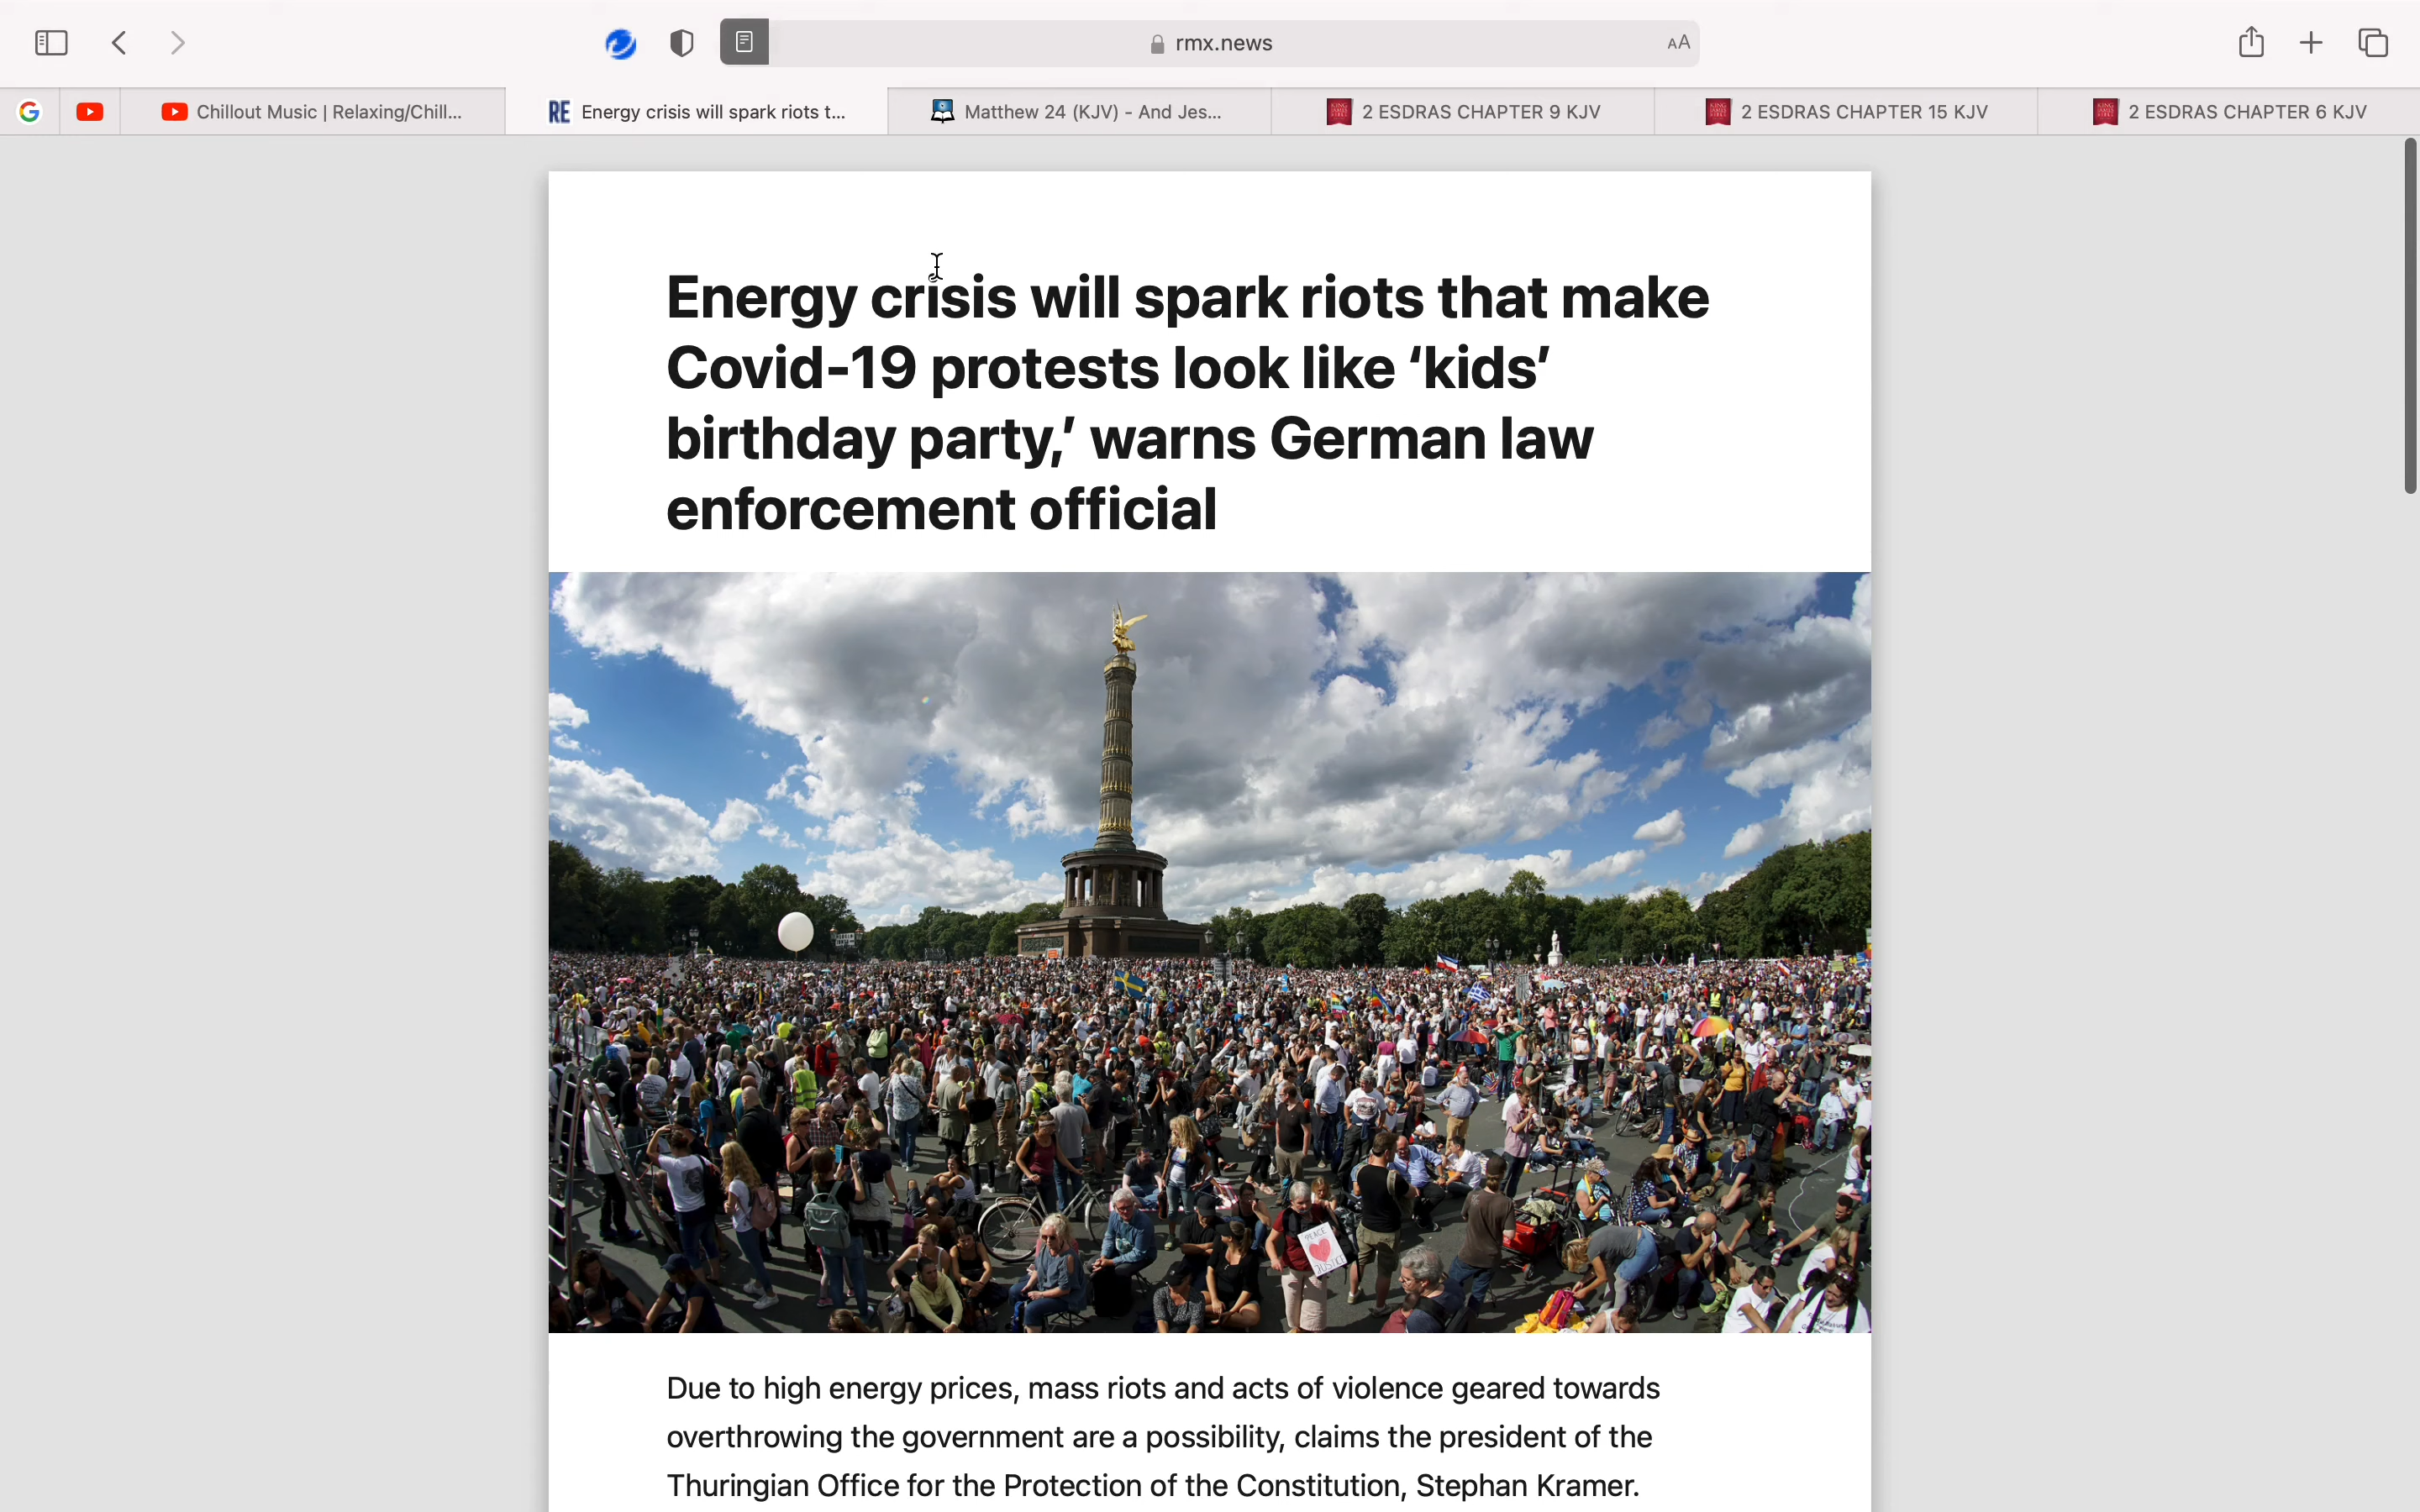 rmx.news
AA
Chillout Music | Relaxing/Chill...
RE Energy crisis will spark riots t...
Matthew 24 (KJV) - And Jes...
2 ESDRAS CHAPTER 9 KJV
2 ESDRAS CHAPTER 15 KJV
2 ESDRAS CHAPTER 6 KJV
Energy crisis will spark riots that make
Covid-19 protests look like ‘kids’
birthday party,’ warns German law
enforcement official
PEACE
JUSTICE
Due to high energy prices, mass riots and acts of violence geared towards
overthrowing the government are a possibility, claims the president of the
Thuringian Office for the Protection of the Constitution, Stephan Kramer.